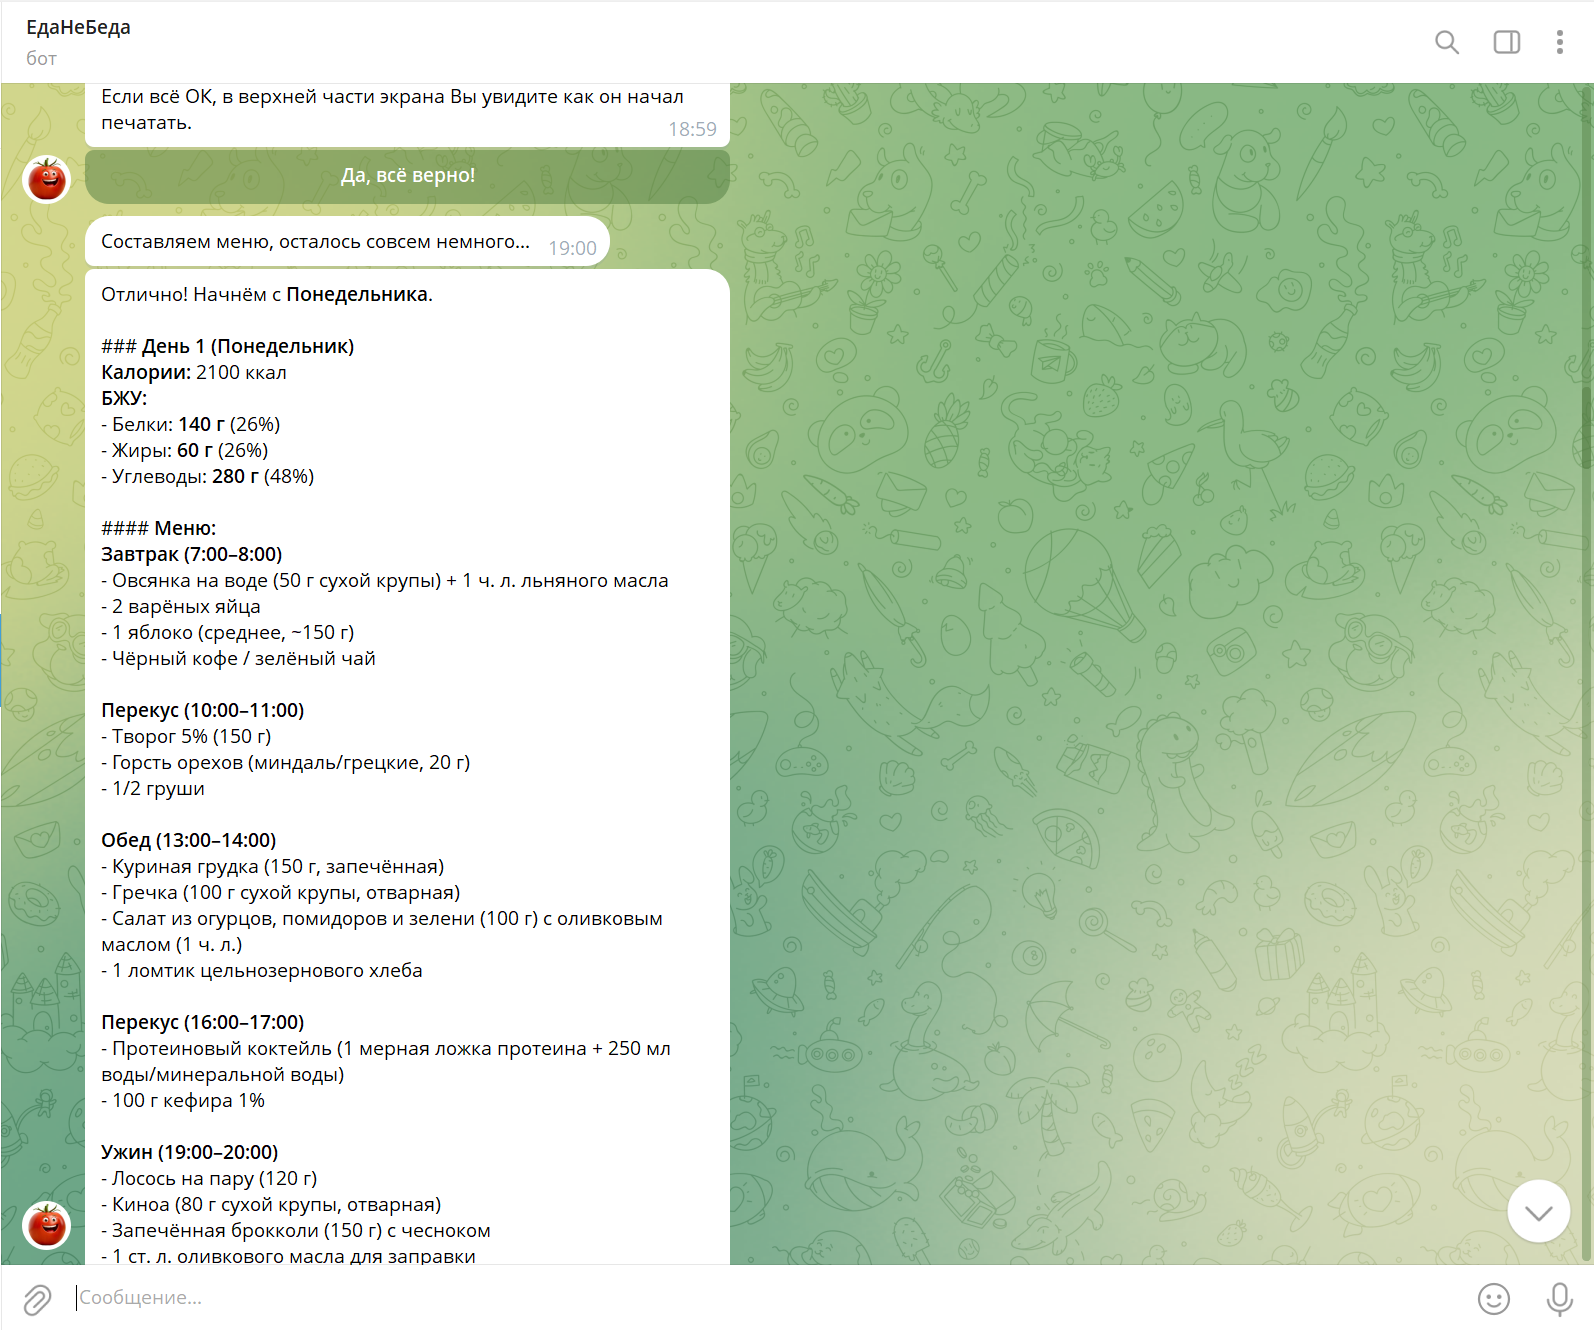 ЕдаНеБеда
бот
Если всё ОК, в верхней части экрана Вы увидите как он начал
печатать.
18:59
Да, всё верно!
Составляем меню, осталось совсем немного...
19:00
Отлично! Начнём с Понедельника.
### День 1 (Понедельник)
Калории: 2100 ккал
БЖУ:
- Белки: 140 г (26%)
- Жиры: 60 г (26%)
- Углеводы: 280 г (48%)
#### Меню:
Завтрак (7:00–8:00)
- Овсянка на воде (50 г сухой крупы) + 1 ч. л. льняного масла
- 2 варёных яйца
- 1 яблоко (среднее, ~150 г)
- Чёрный кофе / зелёный чай
Перекус (10:00–11:00)
- Творог 5% (150 г)
- Горсть орехов (миндаль/грецкие, 20 г)
- 1/2 груши
Обед (13:00–14:00)
- Куриная грудка (150 г, запечённая)
- Гречка (100 г сухой крупы, отварная)
- Салат из огурцов, помидоров и зелени (100 г) с оливковым
маслом (1 ч. л.)
- 1 ломтик цельнозернового хлеба
Перекус (16:00–17:00)
- Протеиновый коктейль (1 мерная ложка протеина + 250 мл
воды/минеральной воды)
- 100 г кефира 1%
Ужин (19:00–20:00)
- Лосось на пару (120 г)
- Киноа (80 г сухой крупы, отварная)
- Запечённая брокколи (150 г) с чесноком
- 1 ст. л. оливкового масла для заправки
Сообщение...